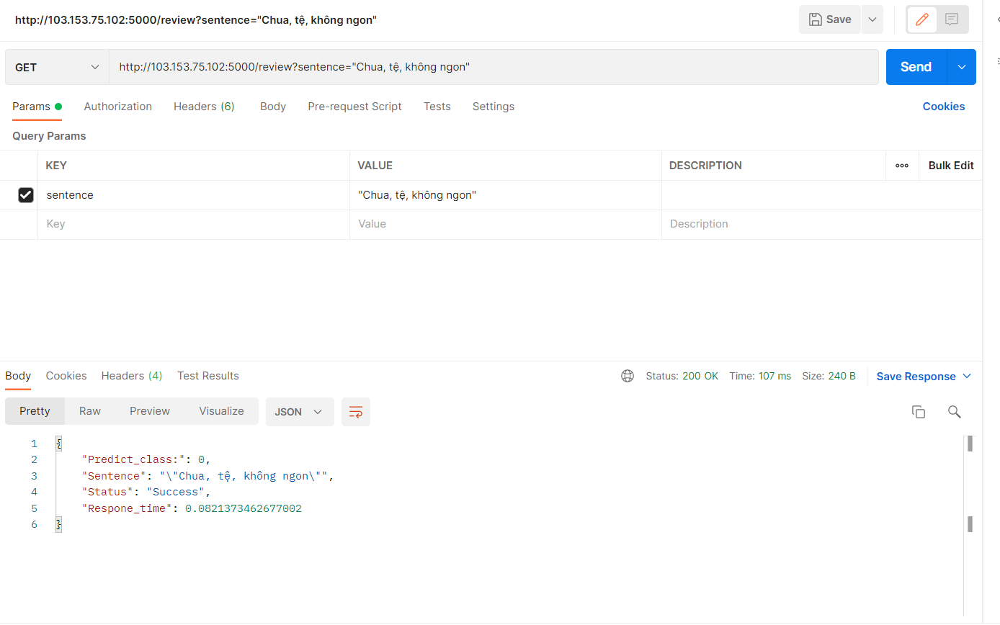 http://103.153.75.102:5000/review?sentence="Chua, tệ, không ngon"
Save
GET http://103.153.75.102:5000/review?sentence="Chua, tệ, không ngon" Send
Params Authorization Headers (6) Body Pre-request Script Tests Settings Cookies
Query Params
KEY VALUE DESCRIPTION ooo Bulk Edit
sentence "Chua, tệ, không ngon"
Key Value Description
Body Cookies Headers (4) Test Results Status: 200 OK Time: 107 ms Size: 240 B Save Response
Pretty Raw Preview Visualize JSON
1 {
2 "Predict_class:": 0,
3 "Sentence": "\"Chua, tệ, không ngon\"",
4 "Status": "Success",
5 "Respone_time": 0.0821373462677002
6 }